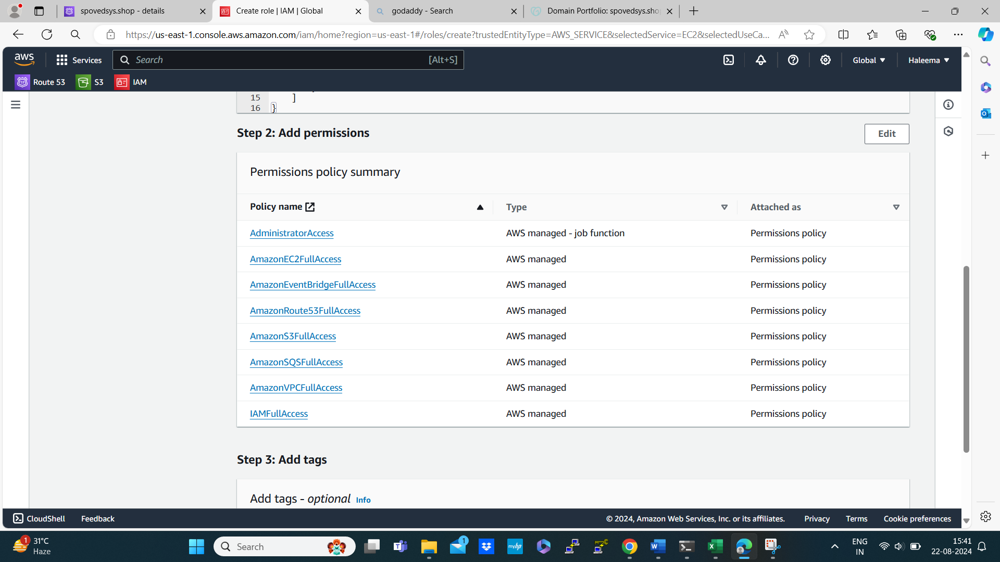 spovedsys.shop - details
Create role | IAM | Global
godaddy - Search
Domain Portfolio: spovedsys.sho
https://us-east-1.console.aws.amazon.com/iam/home?region=us-east-1#/roles/create?trustedEntityType=AWS_SERVICE&selectedService=EC2&selectedUseCa...
aws
Services
Search
[Alt+S]
Global
Haleema
Route 53
S3
IAM
15 ]
16 }
Step 2: Add permissions
Edit
Permissions policy summary
Policy name Type Attached as
AdministratorAccess AWS managed - job function Permissions policy
AmazonEC2FullAccess AWS managed Permissions policy
AmazonEventBridgeFullAccess AWS managed Permissions policy
AmazonRoute53FullAccess AWS managed Permissions policy
AmazonS3FullAccess AWS managed Permissions policy
AmazonSQSFullAccess AWS managed Permissions policy
AmazonVPCFullAccess AWS managed Permissions policy
IAMFullAccess AWS managed Permissions policy
Step 3: Add tags
Add tags - optional Info
CloudShell Feedback © 2024, Amazon Web Services, Inc. or its affiliates. Privacy Terms Cookie preferences
1
31°C
Haze
Search
1
myhp
ENG
IN
15:41
22-08-2024